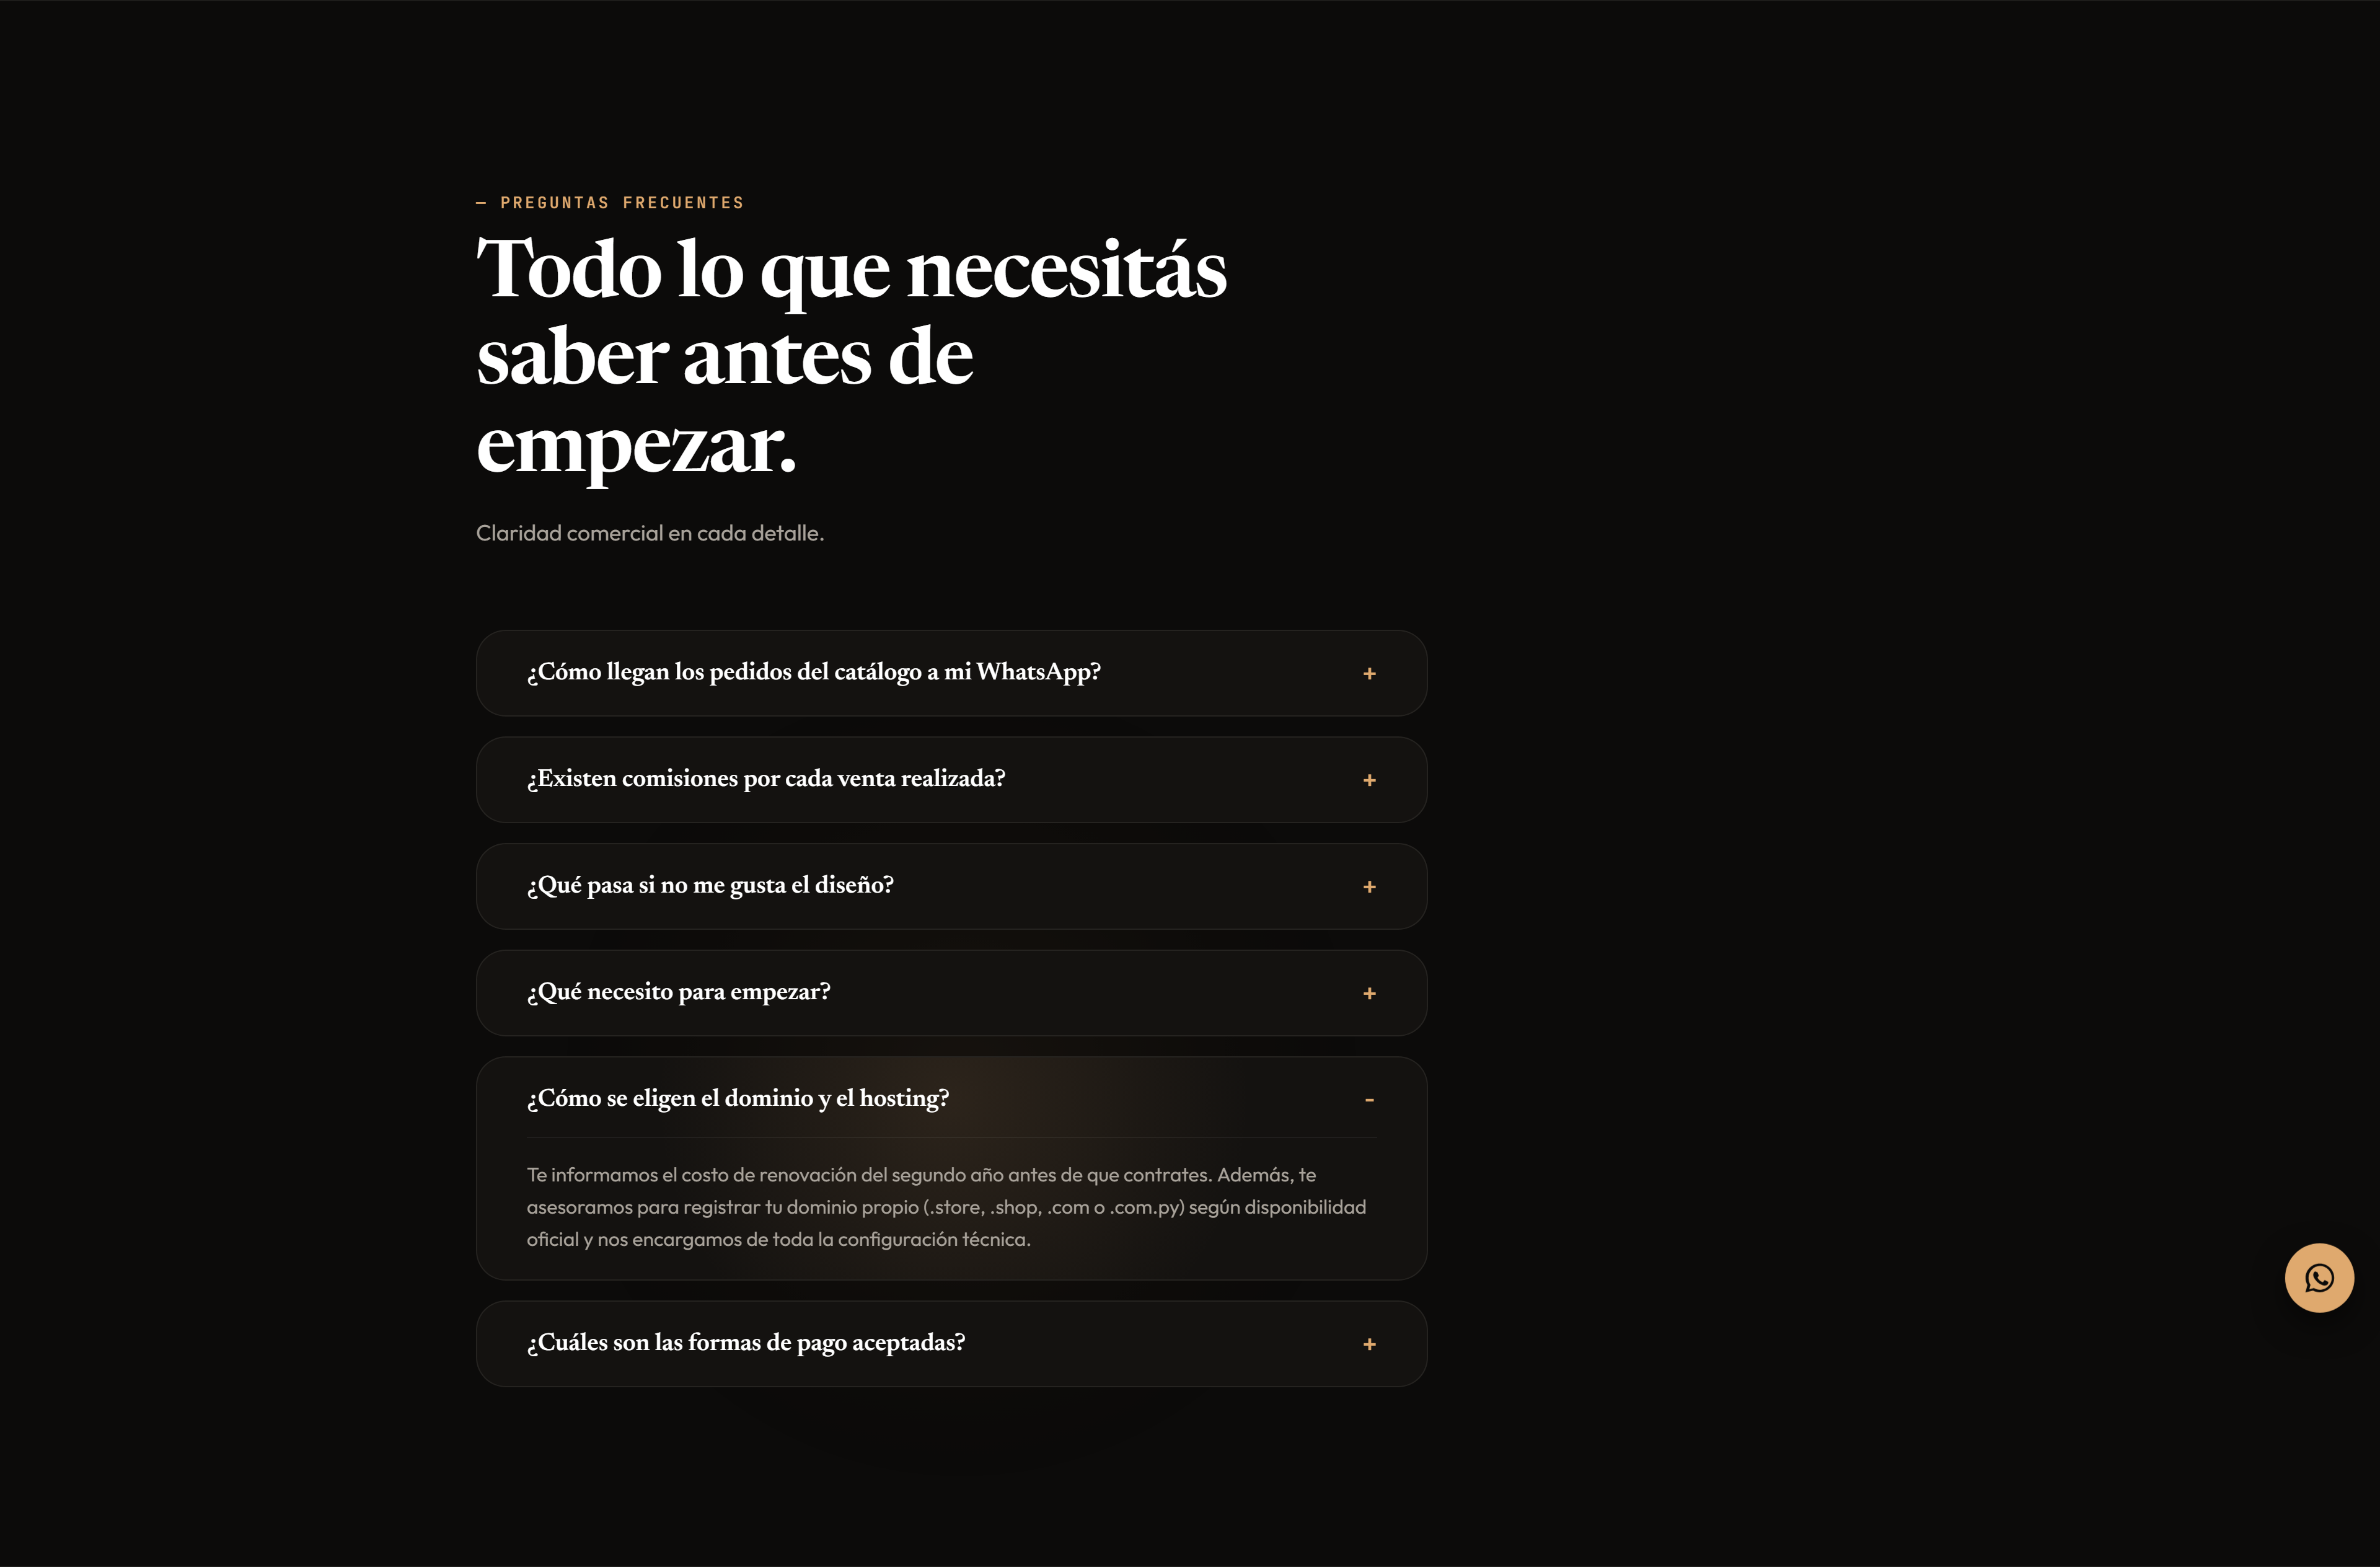 — PREGUNTAS FRECUENTES
Todo lo que necesitás
saber antes de
empezar.
Claridad comercial en cada detalle.
¿Cómo llegan los pedidos del catálogo a mi WhatsApp? +
¿Existen comisiones por cada venta realizada? +
¿Qué pasa si no me gusta el diseño? +
¿Qué necesito para empezar? +
¿Cómo se eligen el dominio y el hosting? -
Te informamos el costo de renovación del segundo año antes de que contrates. Además, te
asesoramos para registrar tu dominio propio (.store, .shop, .com o .com.py) según disponibilidad
oficial y nos encargamos de toda la configuración técnica.
¿Cuáles son las formas de pago aceptadas? +